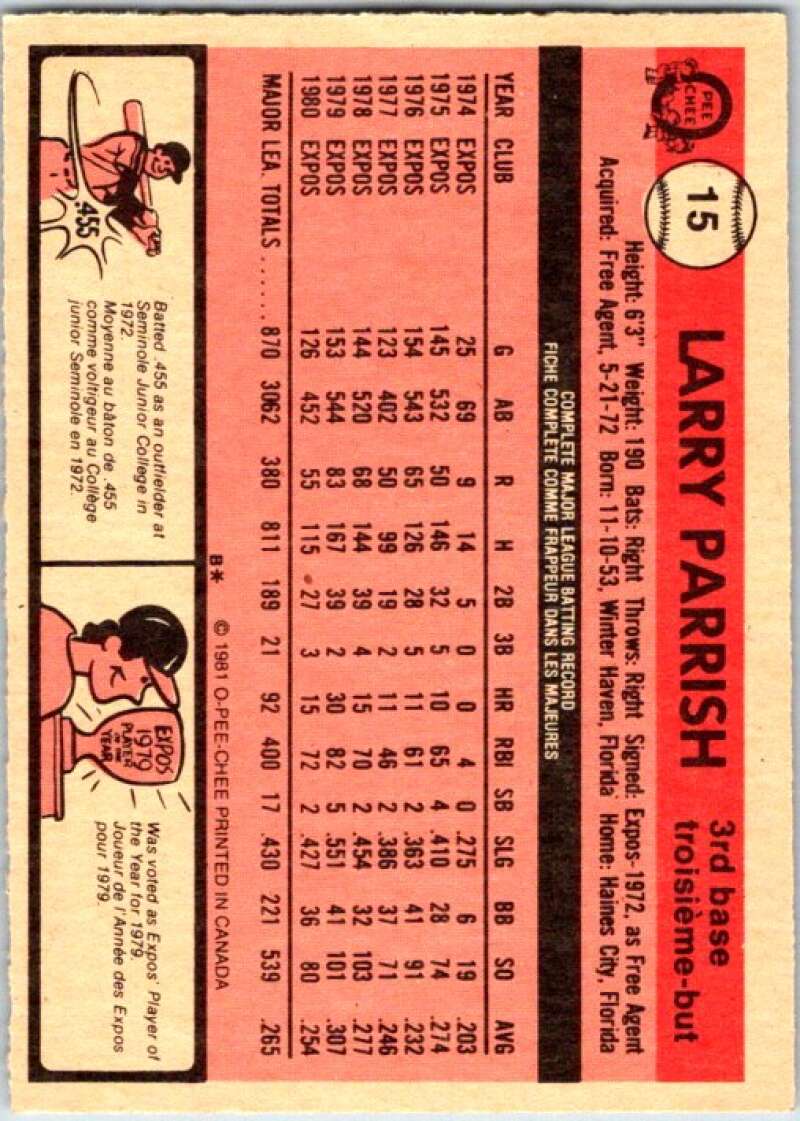 O
PEE
CHEE
15
LARRY PARRISH
3rd base
troisième-but
Height: 6'3" Weight: 190 Bats: Right Throws: Right Signed: Expos-1972, as Free Agent
Acquired: Free Agent, 5-21-72 Born: 11-10-53, Winter Haven, Florida Home: Haines City, Florida
COMPLETE MAJOR LEAGUE BATTING RECORD
FICHE COMPLETE COMME FRAPPEUR DANS LES MAJEURES
YEAR CLUB G AB R H 2B 3B HR RBI SB SLG BB SO AVG
1974 EXPOS 25 69 9 14 5 0 0 4 0 .275 6 19 .203
1975 EXPOS 145 532 50 146 32 5 10 65 4 .410 28 74 .274
1976 EXPOS 154 543 65 126 28 5 11 61 2 .363 41 91 .232
1977 EXPOS 123 402 50 99 19 2 11 46 2 .386 37 71 .246
1978 EXPOS 144 520 68 144 39 4 15 70 2 .454 32 103 .277
1979 EXPOS 153 544 83 167 39 2 30 82 5 .551 41 101 .307
1980 EXPOS 126 452 55 115 27 3 15 72 2 .427 36 80 .254
MAJOR LEA. TOTALS ...... 870 3062 380 811 189 21 92 400 17 .430 221 539 .265
B* © 1981 O-PEE-CHEE PRINTED IN CANADA
.455
Batted .455 as an outfielder at
Seminole Junior College in
1972.
Moyenne au bâton de .455
comme voltigeur au Collège
junior Seminole en 1972.
EXPOS
1979
PLAYER
OF THE
YEAR
Was voted as Expos' Player of
the Year for 1979.
Joueur de l'Année des Expos
pour 1979.